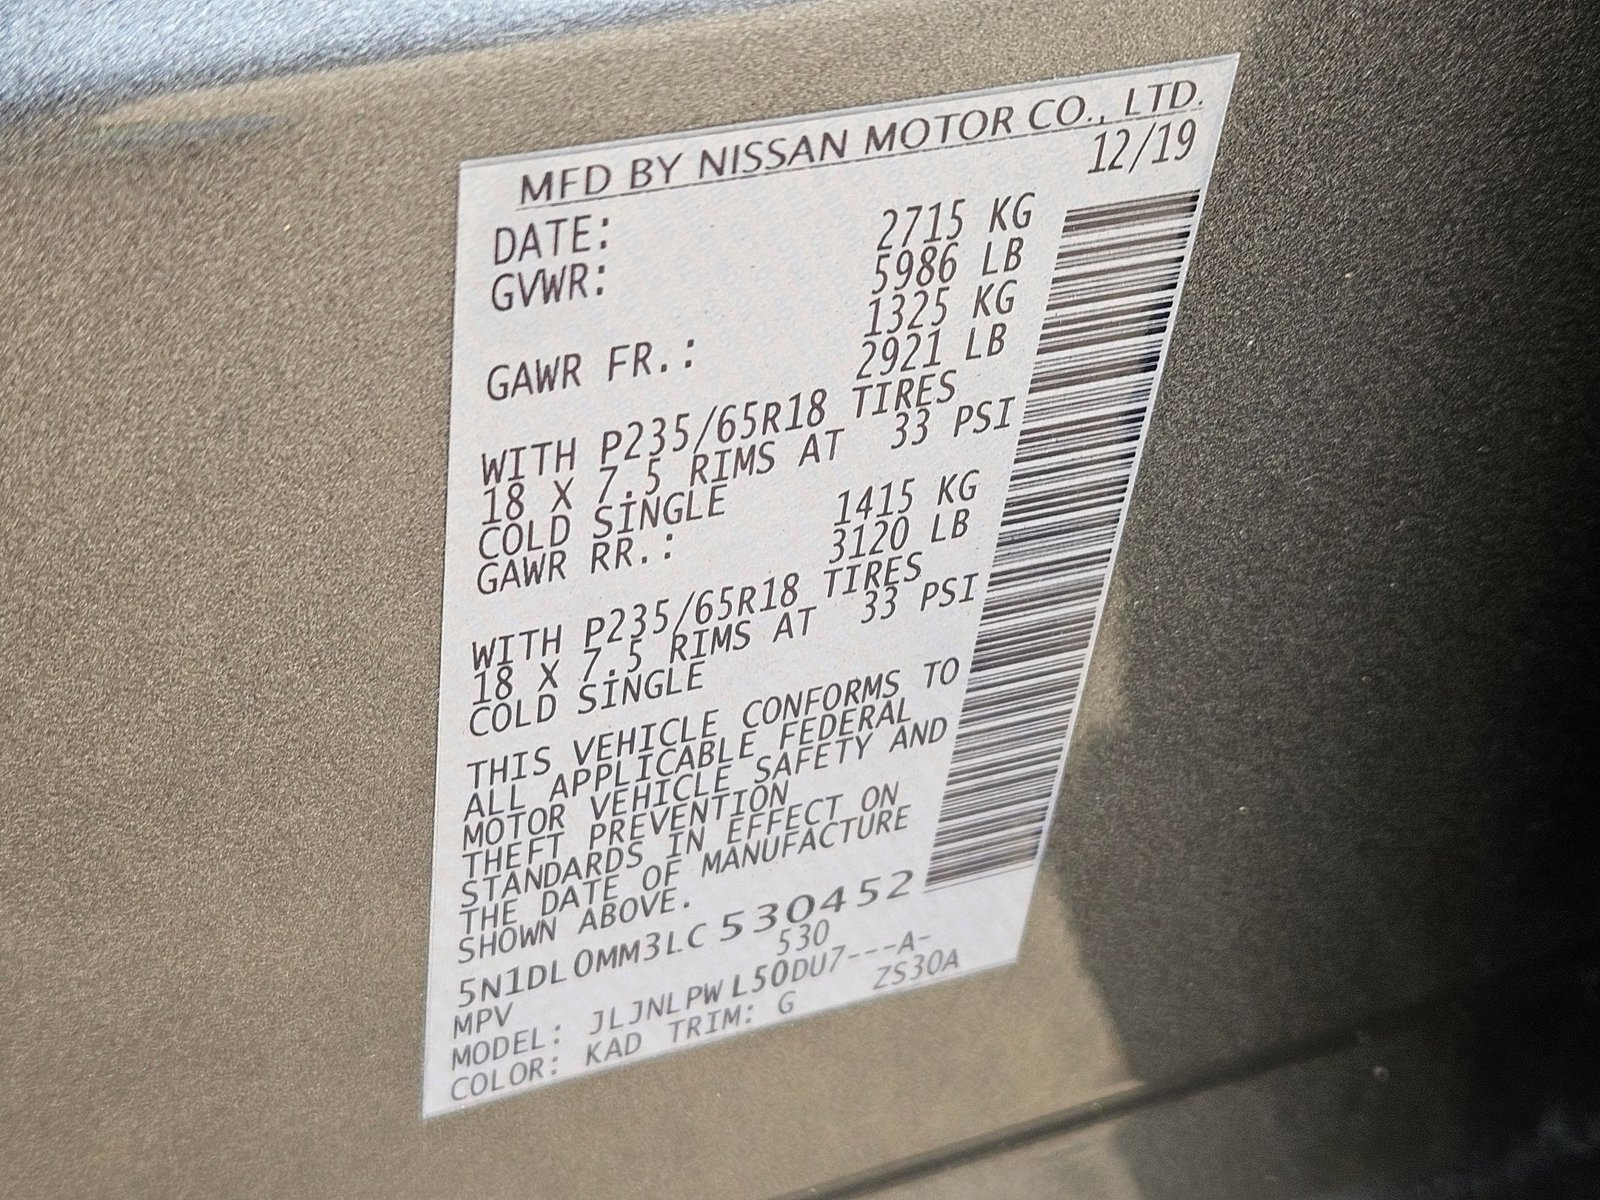 MFD BY NISSAN MOTOR CO., LTD.
DATE: 12/19
GVWR: 2715 KG
5986 LB
GAWR FR.: 1325 KG
2921 LB
WITH P235/65R18 TIRES
18 X 7.5 RIMS AT 33 PSI
COLD SINGLE
GAWR RR.: 1415 KG
3120 LB
WITH P235/65R18 TIRES
18 X 7.5 RIMS AT 33 PSI
COLD SINGLE
THIS VEHICLE CONFORMS TO
ALL APPLICABLE FEDERAL
MOTOR VEHICLE SAFETY AND
THEFT PREVENTION
STANDARDS IN EFFECT ON
THE DATE OF MANUFACTURE
SHOWN ABOVE.
5N1DL0MM3LC530452
MPV 530
MODEL: JLJNLPWL50DU7---A-
COLOR: KAD TRIM: G ZS30A